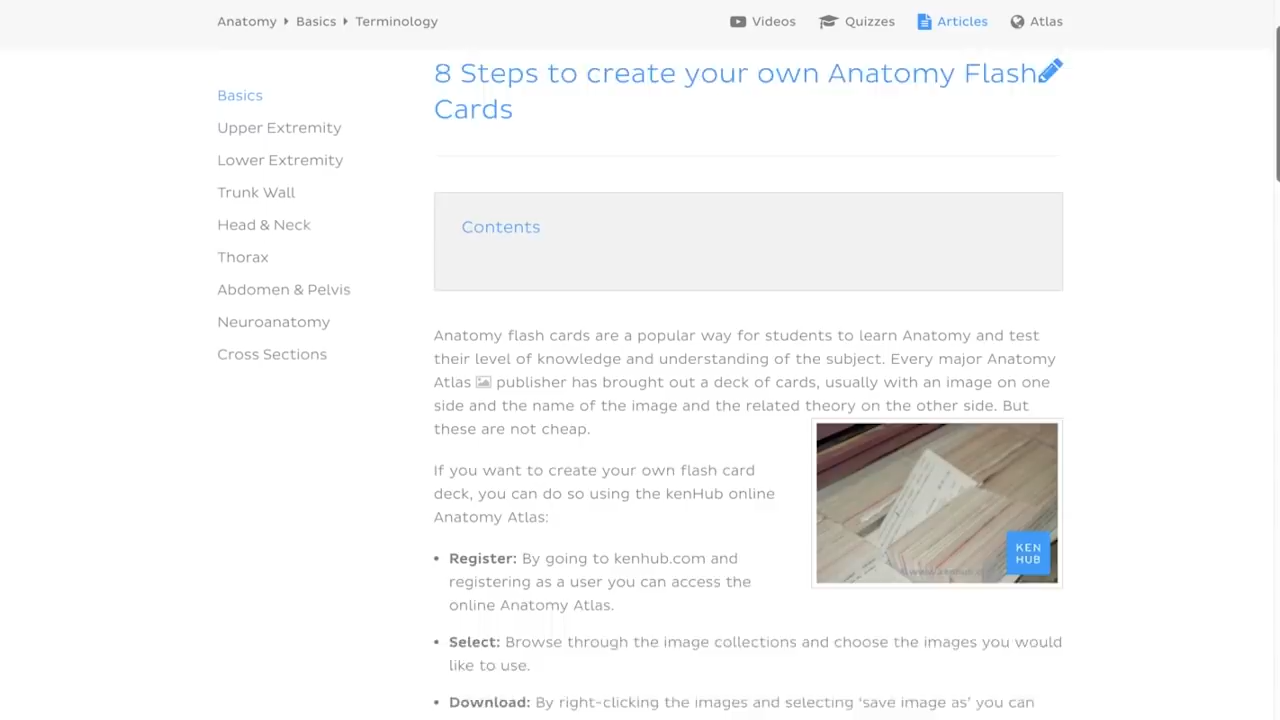 Anatomy Basics Terminology
Videos Quizzes Articles Atlas
8 Steps to create your own Anatomy Flash
Cards
Basics
Upper Extremity
Lower Extremity
Trunk Wall
Head & Neck
Thorax
Abdomen & Pelvis
Neuroanatomy
Cross Sections
Contents
Anatomy flash cards are a popular way for students to learn Anatomy and test
their level of knowledge and understanding of the subject. Every major Anatomy
Atlas publisher has brought out a deck of cards, usually with an image on one
side and the name of the image and the related theory on the other side. But
these are not cheap.
If you want to create your own flash card
deck, you can do so using the kenHub online
Anatomy Atlas:
• Register: By going to kenhub.com and
registering as a user you can access the
online Anatomy Atlas.
KEN
HUB
• Select: Browse through the image collections and choose the images you would
like to use.
• Download: By right-clicking the images and selecting ‘save image as’ you can